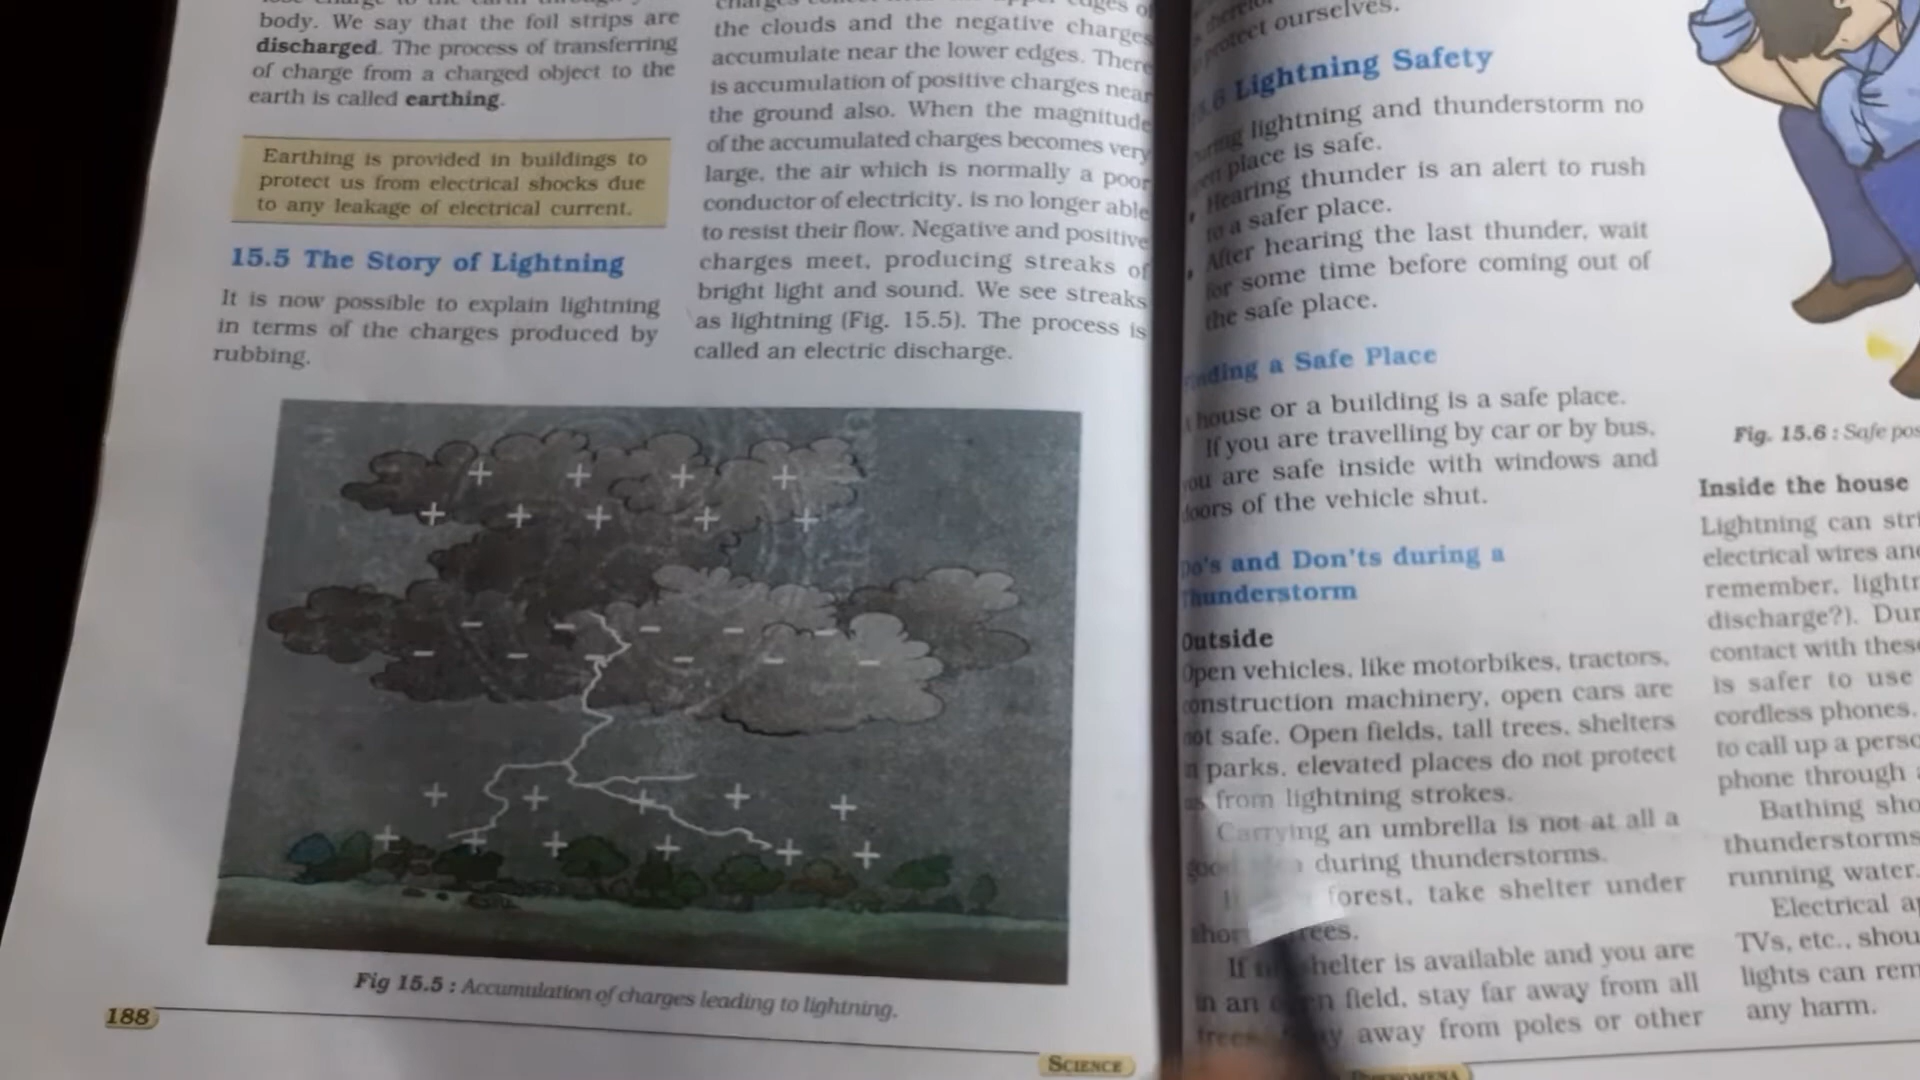 body. We say that the foil strips are
discharged. The process of transferring
of charge from a charged object to the
earth is called earthing.
Earthing is provided in buildings to
protect us from electrical shocks due
to any leakage of electrical current.
15.5 The Story of Lightning
It is now possible to explain lightning
in terms of the charges produced by
rubbing.
the clouds and the negative charges
accumulate near the lower edges. There
is accumulation of positive charges near
the ground also. When the magnitude
of the accumulated charges becomes very
large, the air which is normally a poor
conductor of electricity, is no longer able
to resist their flow. Negative and positive
charges meet, producing streaks of
bright light and sound. We see streaks
as lightning (Fig. 15.5). The process is
called an electric discharge.
+ + + +
+ + + + +
- - - - -
- - - - - -
+ + + + +
+ + + + + +
Fig 15.5 : Accumulation of charges leading to lightning.
188
SCIENCE
protect ourselves.
Lightning Safety
lightning and thunderstorm no
place is safe.
• Hearing thunder is an alert to rush
to a safer place.
• After hearing the last thunder, wait
for some time before coming out of
the safe place.
a Safe Place
house or a building is a safe place.
If you are travelling by car or by bus,
you are safe inside with windows and
doors of the vehicle shut.
Do's and Don'ts during a
Thunderstorm
Outside
Open vehicles, like motorbikes, tractors,
construction machinery, open cars are
not safe. Open fields, tall trees, shelters
parks, elevated places do not protect
from lightning strokes.
Carrying an umbrella is not at all a
good during thunderstorms.
forest, take shelter under
If shelter is available and you are
in an field, stay far away from all
away from poles or other
Fig. 15.6 : Safe
Inside the house
Lightning can
electrical wires
remember,
discharge?).
contact with
is safer to use
cordless phones.
to call up a
phone through
Bathing
running water.
Electrical
TVs, etc.,
lights can
any harm.